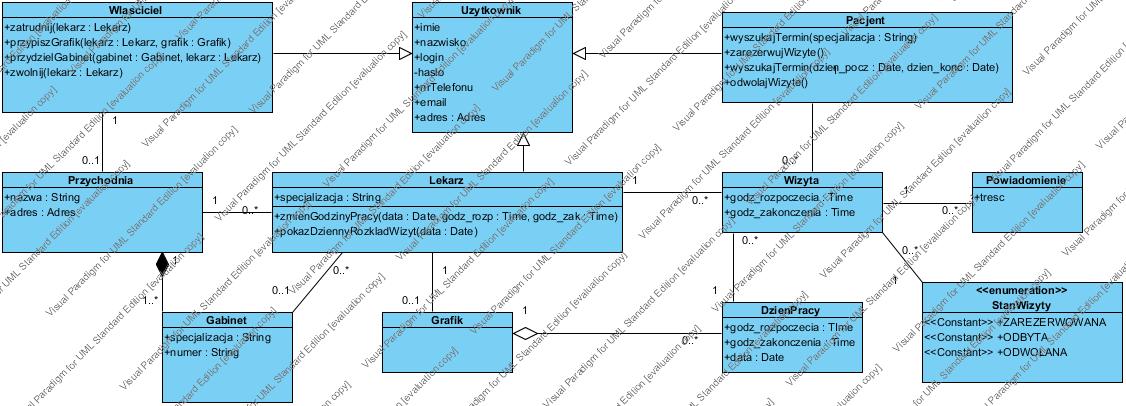 Wlasciciel
+zatrudnij(lekarz : Lekarz)
+przypiszGrafik(lekarz : Lekarz, grafik : Grafik)
+przydzielGabinet(gabinet : Gabinet, lekarz : Lekarz)
+zwolnij(lekarz : Lekarz)
Uzytkownik
+imie
+nazwisko
+login
-haslo
+nrTelefonu
+email
+adres : Adres
Pacjent
+wyszukajTermin(specjalizacja : String)
+zarezerwujWizyte()
+wyszukajTermin(dzien_pocz : Date, dzien_konc : Date)
+odwolajWizyte()
1
0..1
Przychodnia
+nazwa : String
+adres : Adres
1
0..*
Lekarz
+specjalizacja : String
+zmienGodzinyPracy(data : Date, godz_rozp : Time, godz_zak : Time)
+pokazDziennyRozkladWizyt(data : Date)
1
0..*
Wizyta
+godz_rozpoczecia : Time
+godz_zakonczenia : Time
1
0..*
Powiadomienie
+tresc
1..*
Gabinet
+specjalizacja : String
+numer : String
0..*
0..1
1
0..1
Grafik
1
0..*
0..*
1
DzienPracy
+godz_rozpoczecia : TIme
+godz_zakonczenia : Time
+data : Date
0..*
1
<<enumeration>>
StanWizyty
<<Constant>> +ZAREZERWOWANA
<<Constant>> +ODBYTA
<<Constant>> +ODWOLANA
Visual Paradigm for UML Standard Edition [evaluation copy]